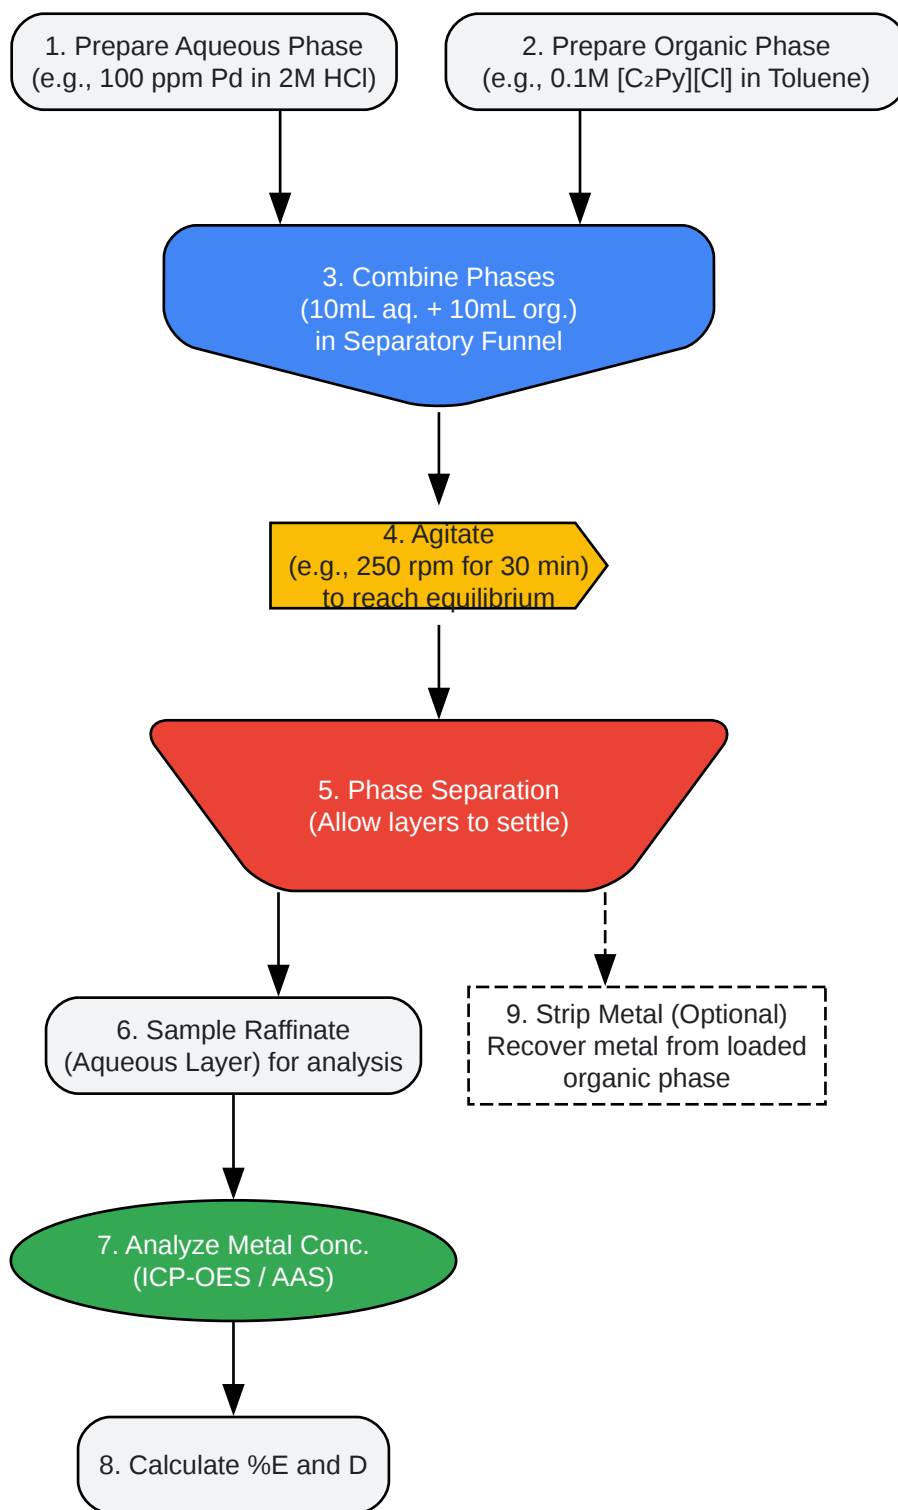 1. Prepare Aqueous Phase
(e.g., 100 ppm Pd in 2M HCl)
2. Prepare Organic Phase
(e.g., 0.1M [C₂Py][Cl] in Toluene)
3. Combine Phases
(10mL aq. + 10mL org.)
in Separatory Funnel
4. Agitate
(e.g., 250 rpm for 30 min)
to reach equilibrium
5. Phase Separation
(Allow layers to settle)
6. Sample Raffinate
(Aqueous Layer) for analysis
9. Strip Metal (Optional)
Recover metal from loaded
organic phase
7. Analyze Metal Conc.
(ICP-OES / AAS)
8. Calculate %E and D